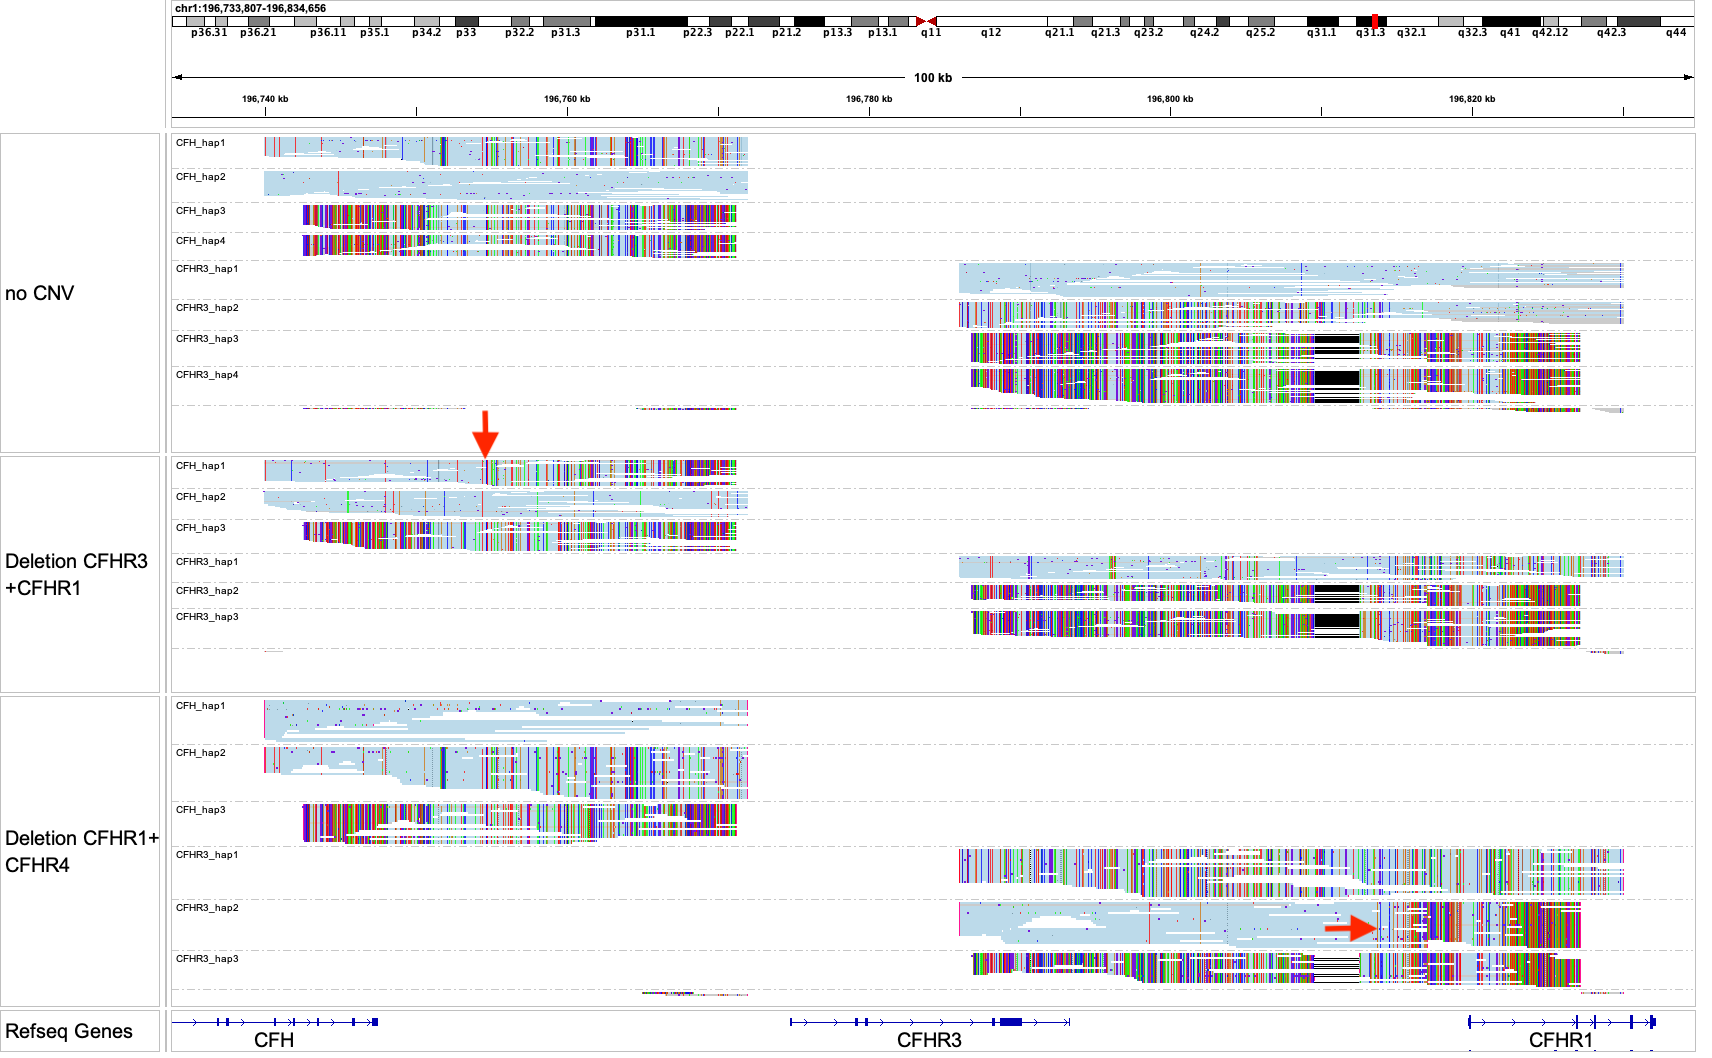 chr1:196,733,807-196,834,656
p36.31 p36.21 p36.11 p35.1 p34.2 p33 p32.2 p31.3 p31.1 p22.3 p22.1 p21.2 p13.3 p13.1 q11 q12 q21.1 q21.3 q23.2 q24.2 q25.2 q31.1 q31.3 q32.1 q32.3 q41 q42.12 q42.3 q44
100 kb
196,740 kb 196,760 kb 196,780 kb 196,800 kb 196,820 kb
no CNV
CFH_hap1
CFH_hap2
CFH_hap3
CFH_hap4
CFHR3_hap1
CFHR3_hap2
CFHR3_hap3
CFHR3_hap4
Deletion CFHR3
+CFHR1
CFH_hap1
CFH_hap2
CFH_hap3
CFHR3_hap1
CFHR3_hap2
CFHR3_hap3
Deletion CFHR1+
CFHR4
CFH_hap1
CFH_hap2
CFH_hap3
CFHR3_hap1
CFHR3_hap2
CFHR3_hap3
Refseq Genes
CFH CFHR3 CFHR1